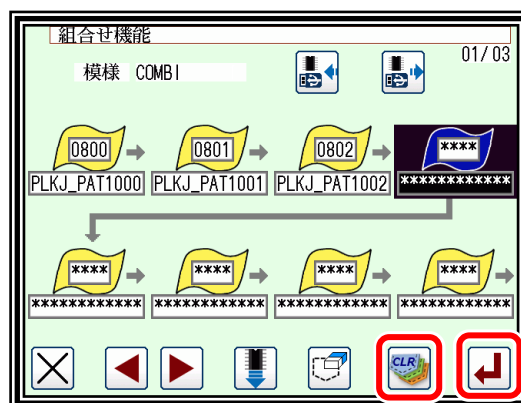 組合せ機能
01/03
模様 COMBI
0800 0801 0802 ****
PLKJ_PAT1000 PLKJ_PAT1001 PLKJ_PAT1002 ************
**** **** **** ****
************ ************ ************ ************
CLR